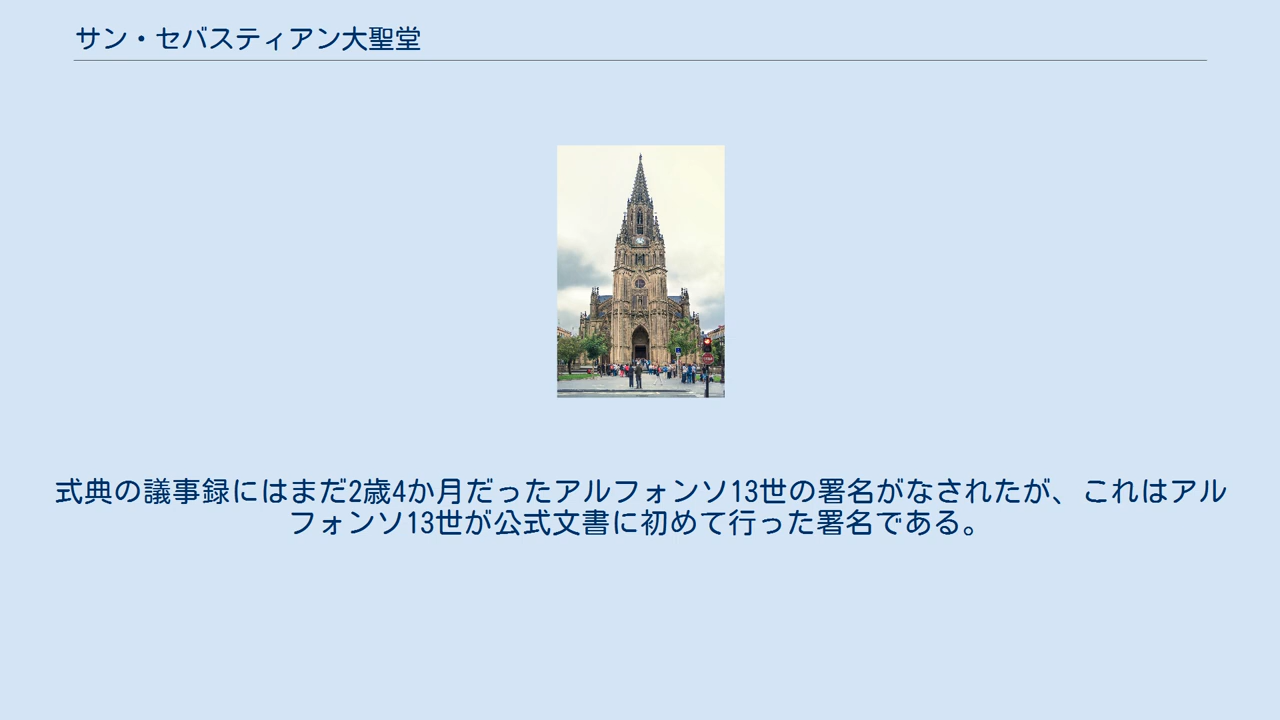 サン・セバスティアン大聖堂
式典の議事録にはまだ2歳4か月だったアルフォンソ13世の署名がなされたが、これはアル
フォンソ13世が公式文書に初めて行った署名である。